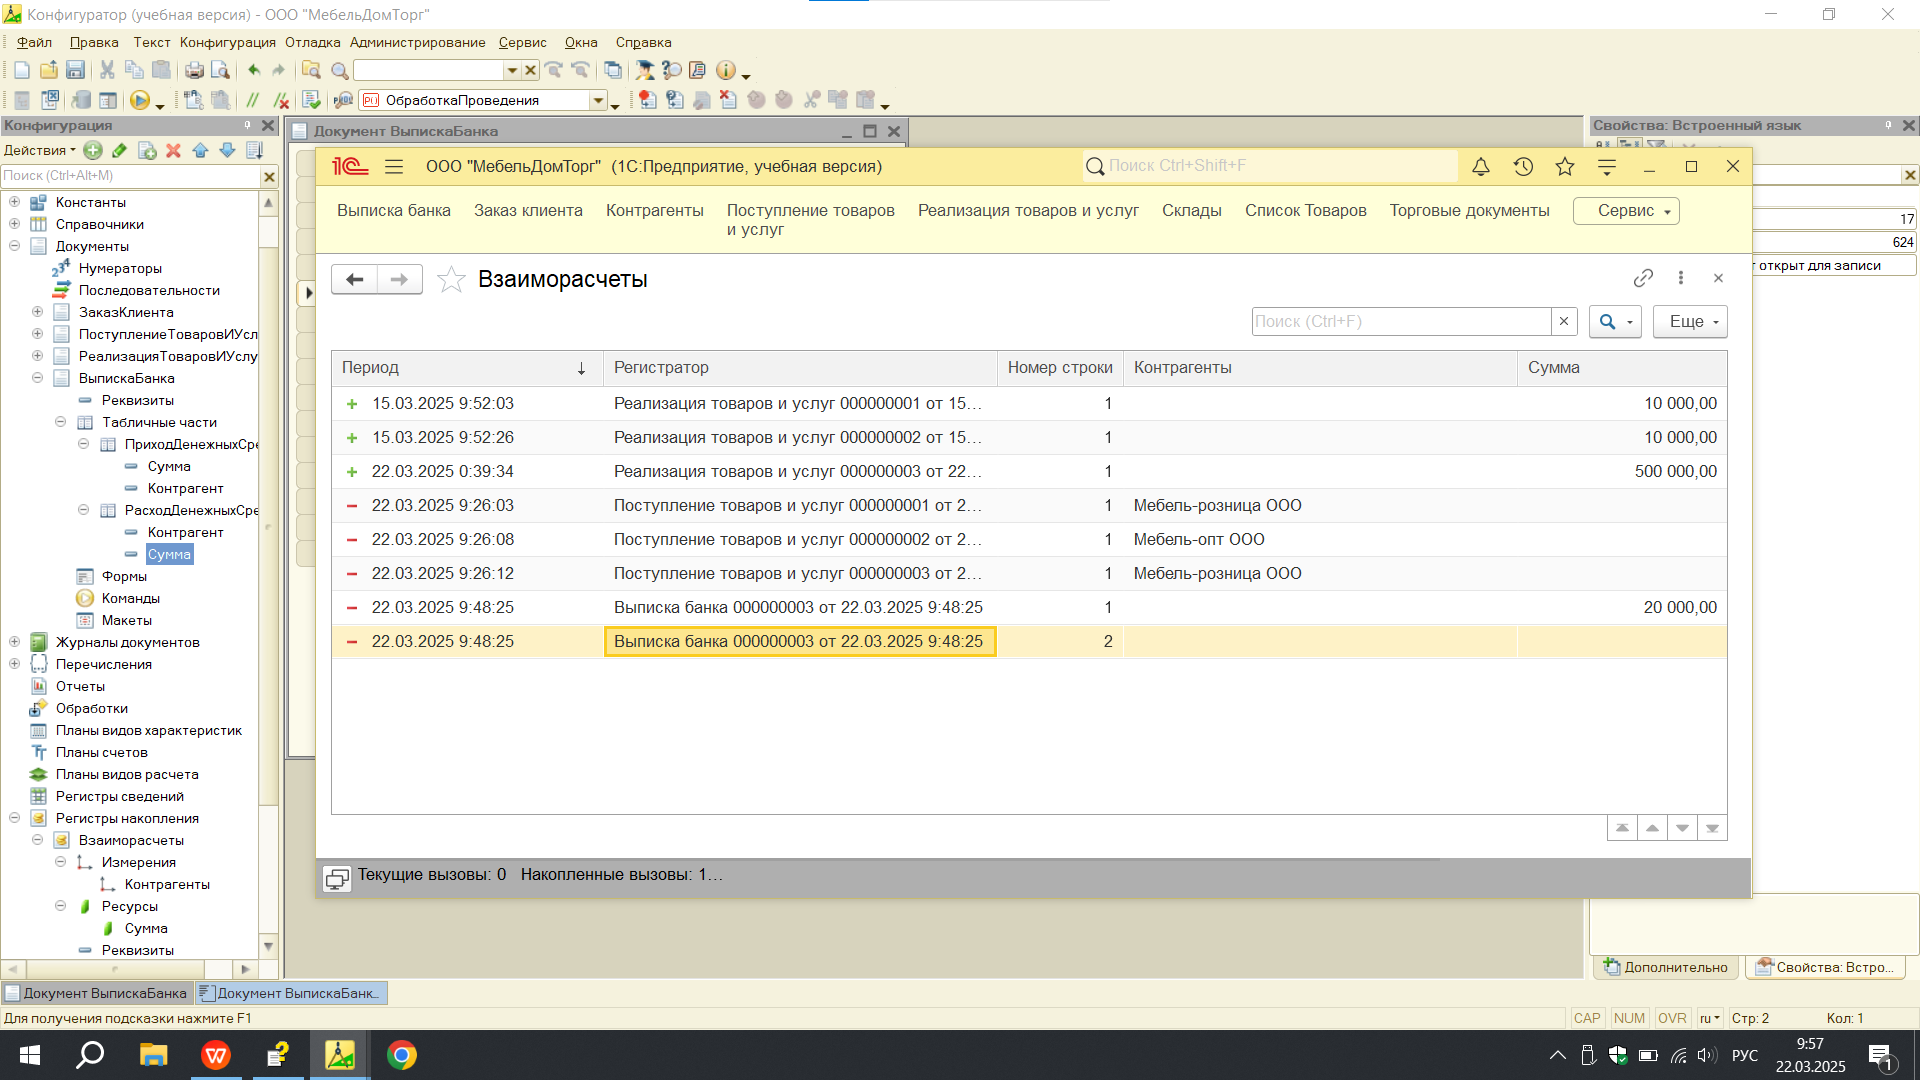 Конфигуратор (учебная версия) - ООО "МебельДомТорг"
Файл Правка Текст Конфигурация Отладка Администрирование Сервис Окна Справка
ОбработкаПроведения
Конфигурация
Действия
Поиск (Ctrl+Alt+M)
Константы
Справочники
Документы
Нумераторы
Последовательности
ЗаказКлиента
ПоступлениеТоваровИУсл
РеализацияТоваровИУслу
ВыпискаБанка
Реквизиты
Табличные части
ПриходДенежныхСре
Сумма
Контрагент
РасходДенежныхСре
Контрагент
Сумма
Формы
Команды
Макеты
Журналы документов
Перечисления
Отчеты
Обработки
Планы видов характеристик
Планы счетов
Планы видов расчета
Регистры сведений
Регистры накопления
Взаиморасчеты
Измерения
Контрагенты
Ресурсы
Сумма
Реквизиты
Документ ВыпискаБанка
1С ООО "МебельДомТорг" (1С:Предприятие, учебная версия) Поиск Ctrl+Shift+F
Выписка банка Заказ клиента Контрагенты Поступление товаров и услуг Реализация товаров и услуг Склады Список Товаров Торговые документы Сервис
Взаиморасчеты
Поиск (Ctrl+F) × Еще
Период Регистратор Номер строки Контрагенты Сумма
15.03.2025 9:52:03 Реализация товаров и услуг 000000001 от 15... 1 10 000,00
15.03.2025 9:52:26 Реализация товаров и услуг 000000002 от 15... 1 10 000,00
22.03.2025 0:39:34 Реализация товаров и услуг 000000003 от 22... 1 500 000,00
22.03.2025 9:26:03 Поступление товаров и услуг 000000001 от 2... 1 Мебель-розница ООО
22.03.2025 9:26:08 Поступление товаров и услуг 000000002 от 2... 1 Мебель-опт ООО
22.03.2025 9:26:12 Поступление товаров и услуг 000000003 от 2... 1 Мебель-розница ООО
22.03.2025 9:48:25 Выписка банка 000000003 от 22.03.2025 9:48:25 1 20 000,00
22.03.2025 9:48:25 Выписка банка 000000003 от 22.03.2025 9:48:25 2
Текущие вызовы: 0 Накопленные вызовы: 1...
Свойства: Встроенный язык
17
624
открыт для записи
Дополнительно Свойства: Встро...
Документ ВыпискаБанка Документ ВыпискаБанк...
Для получения подсказки нажмите F1 CAP NUM OVR ru Стр: 2 Кол: 1
РУС 9:57
22.03.2025
1